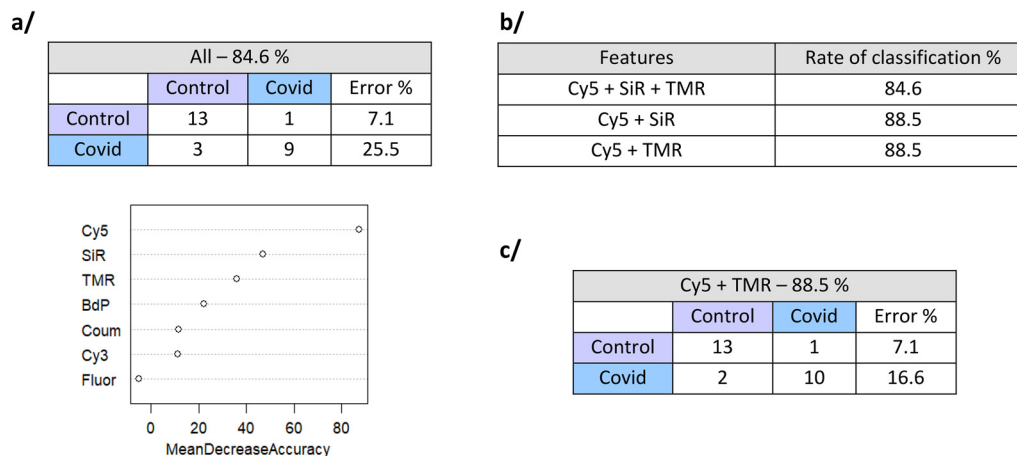 a/
All – 84.6 %
Control Covid Error %
Control 13 1 7.1
Covid 3 9 25.5
Cy5
SiR
TMR
BdP
Coum
Cy3
Fluor
0 20 40 60 80
MeanDecreaseAccuracy
b/
Features Rate of classification %
Cy5 + SiR + TMR 84.6
Cy5 + SiR 88.5
Cy5 + TMR 88.5
c/
Cy5 + TMR – 88.5 %
Control Covid Error %
Control 13 1 7.1
Covid 2 10 16.6